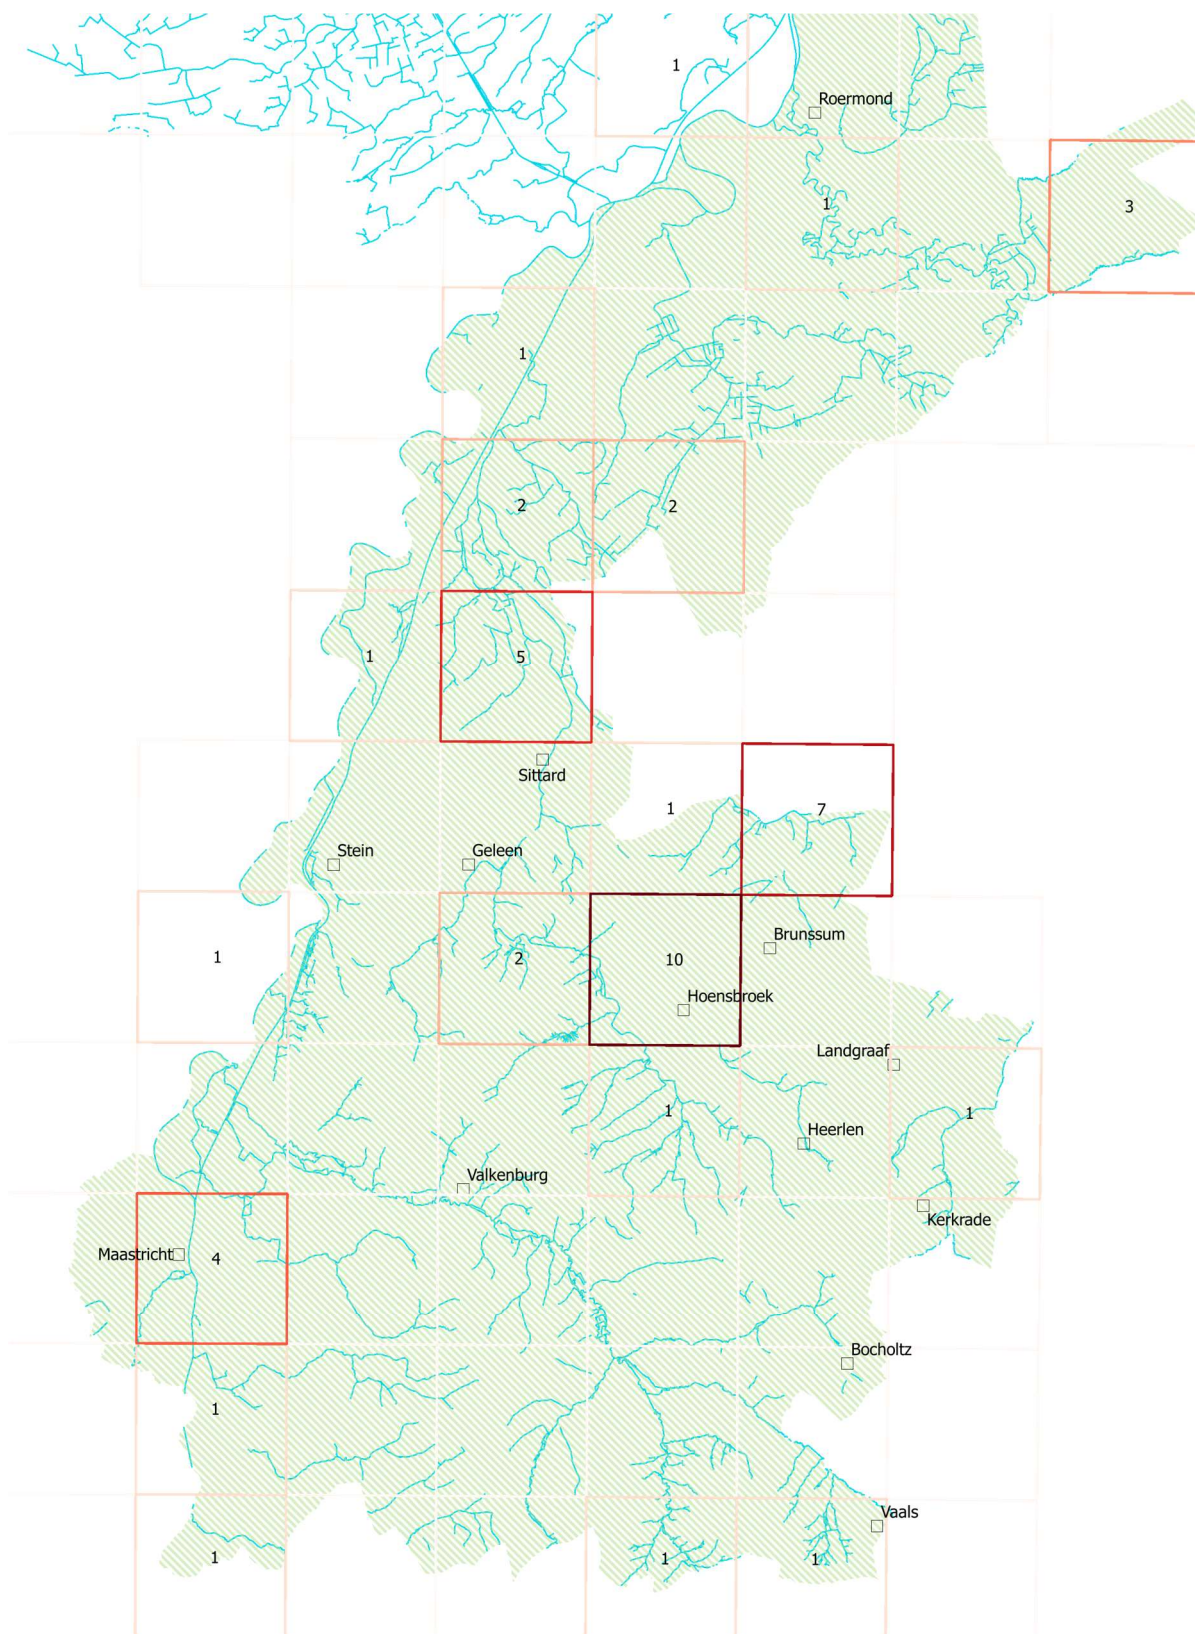 1
Roermond
1
3
1
2
2
1
5
Sittard
1
7
Stein
Geleen
1
2
10
Brunssum
Hoensbroek
Landgraaf
1
1
Heerlen
Valkenburg
Kerkrade
Maastricht
4
Bocholtz
1
Vaals
1
1
1